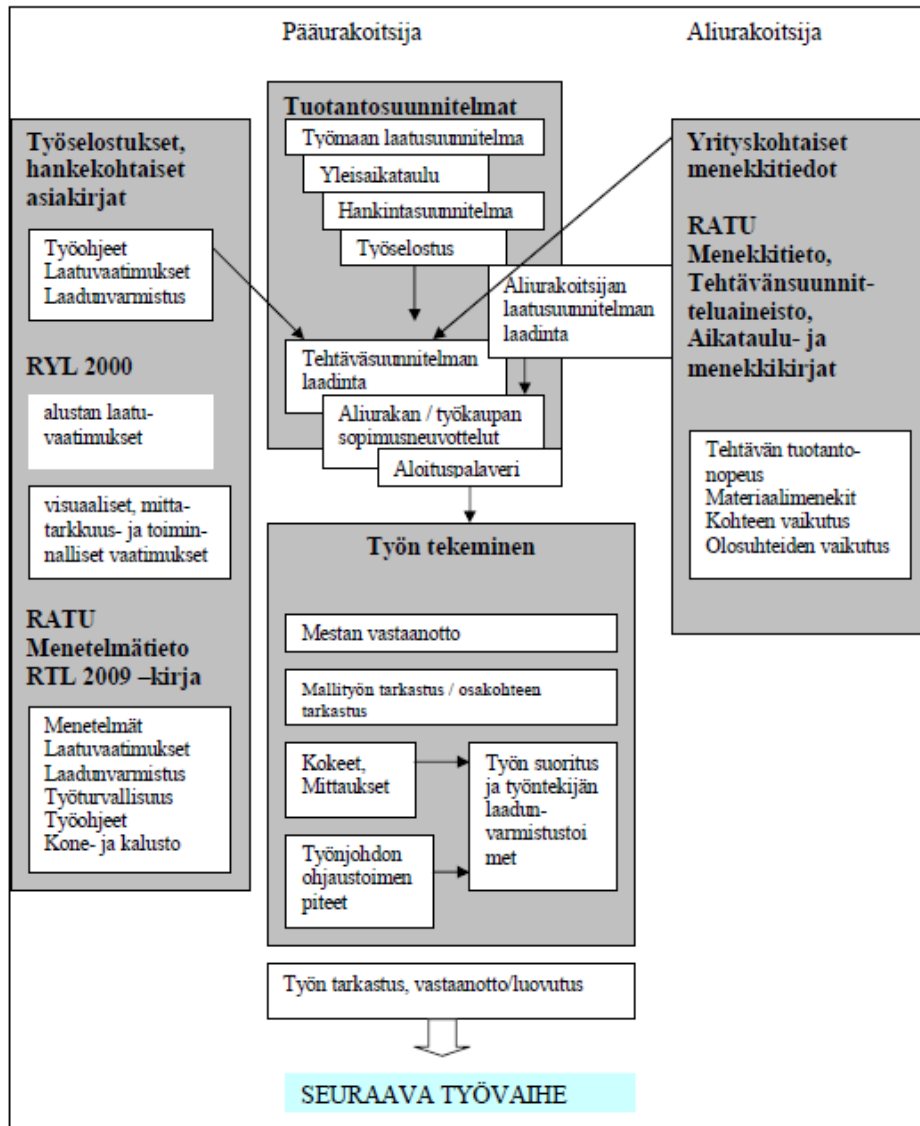 Pääurakoitsija
Aliurakoitsija
Työselostukset,
hankekohtaiset
asiakirjat
Työohjeet
Laatuvaatimukset
Laadunvarmistus
RYL 2000
alustan laatu-
vaatimukset
visuaaliset, mitta-
tarkkuus- ja toimin-
nalliset vaatimukset
RATU
Menetelmätieto
RTL 2009 –kirja
Menetelmät
Laatuvaatimukset
Laadunvarmistus
Työturvallisuus
Työohjeet
Kone- ja kalusto
Tuotantosuunnitelmat
Työmaan laatusuunnitelma
Yleisaikataulu
Hankintasuunnitelma
Työselostus
Aliurakoitsijan
laatusuunnitelman
laadinta
Tehtäväsuunnitelman
laadinta
Aliurakan / työkaupan
sopimusneuvottelut
Aloituspalaveri
Työn tekeminen
Mestan vastaanotto
Mallityön tarkastus / osakohteen
tarkastus
Kokeet,
Mittaukset
Työnjohdon
ohjaustoimen
piteet
Työn suoritus
ja työntekijän
laadun-
varmistustoi
met
Työn tarkastus, vastaanotto/luovutus
SEURAAVA TYÖVAIHE
Yrityskohtaiset
menekkitiedot
RATU
Menekkitieto,
Tehtävänsuunnit-
teluaineisto,
Aikataulu- ja
menekkikirjat
Tehtävän tuotanto-
nopeus
Materiaalimenekit
Kohteen vaikutus
Olosuhteiden vaikutus